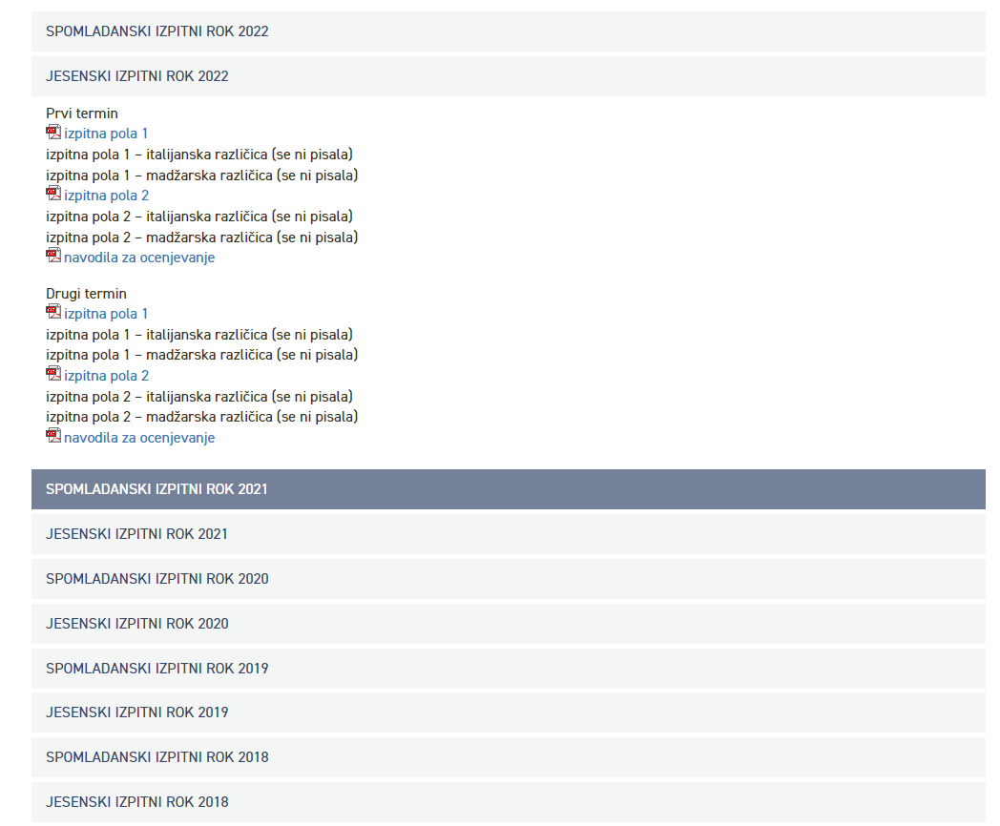 SPOMLADANSKI IZPITNI ROK 2022
JESENSKI IZPITNI ROK 2022
Prvi termin
izpitna pola 1
izpitna pola 1 – italijanska različica (se ni pisala)
izpitna pola 1 – madžarska različica (se ni pisala)
izpitna pola 2
izpitna pola 2 – italijanska različica (se ni pisala)
izpitna pola 2 – madžarska različica (se ni pisala)
navodila za ocenjevanje
Drugi termin
izpitna pola 1
izpitna pola 1 – italijanska različica (se ni pisala)
izpitna pola 1 – madžarska različica (se ni pisala)
izpitna pola 2
izpitna pola 2 – italijanska različica (se ni pisala)
izpitna pola 2 – madžarska različica (se ni pisala)
navodila za ocenjevanje
SPOMLADANSKI IZPITNI ROK 2021
JESENSKI IZPITNI ROK 2021
SPOMLADANSKI IZPITNI ROK 2020
JESENSKI IZPITNI ROK 2020
SPOMLADANSKI IZPITNI ROK 2019
JESENSKI IZPITNI ROK 2019
SPOMLADANSKI IZPITNI ROK 2018
JESENSKI IZPITNI ROK 2018